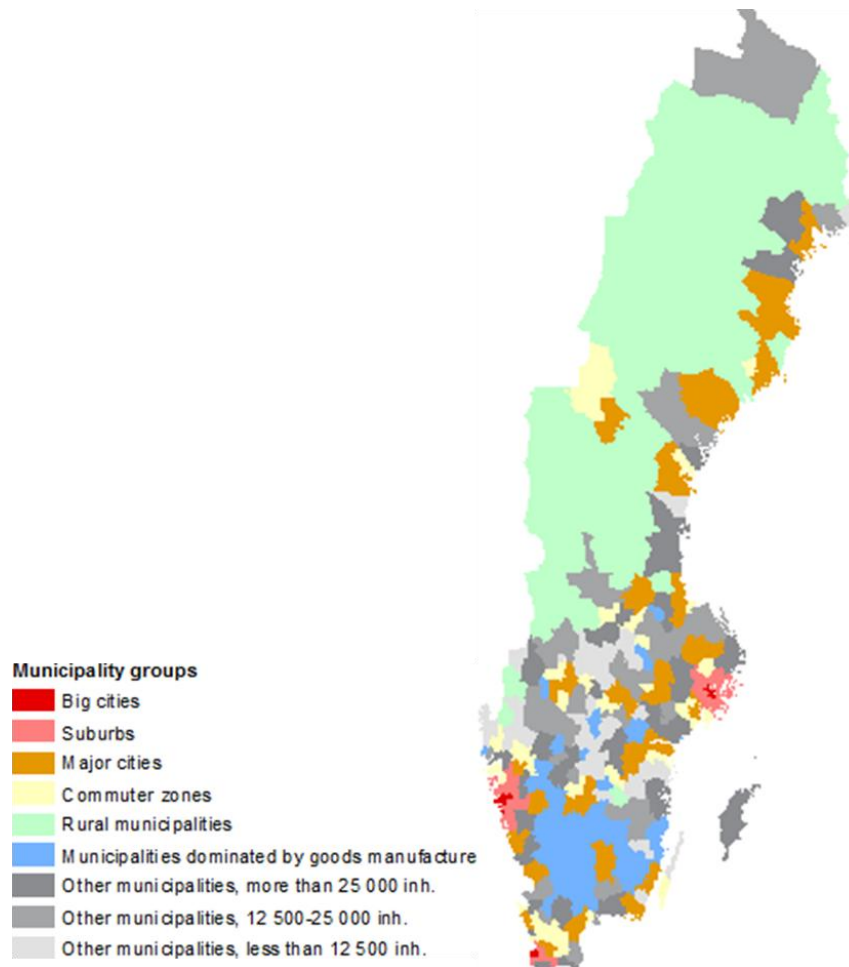 Municipality groups
Big cities
Suburbs
Major cities
Commuter zones
Rural municipalities
Municipalities dominated by goods manufacture
Other municipalities, more than 25 000 inh.
Other municipalities, 12 500-25 000 inh.
Other municipalities, less than 12 500 inh.